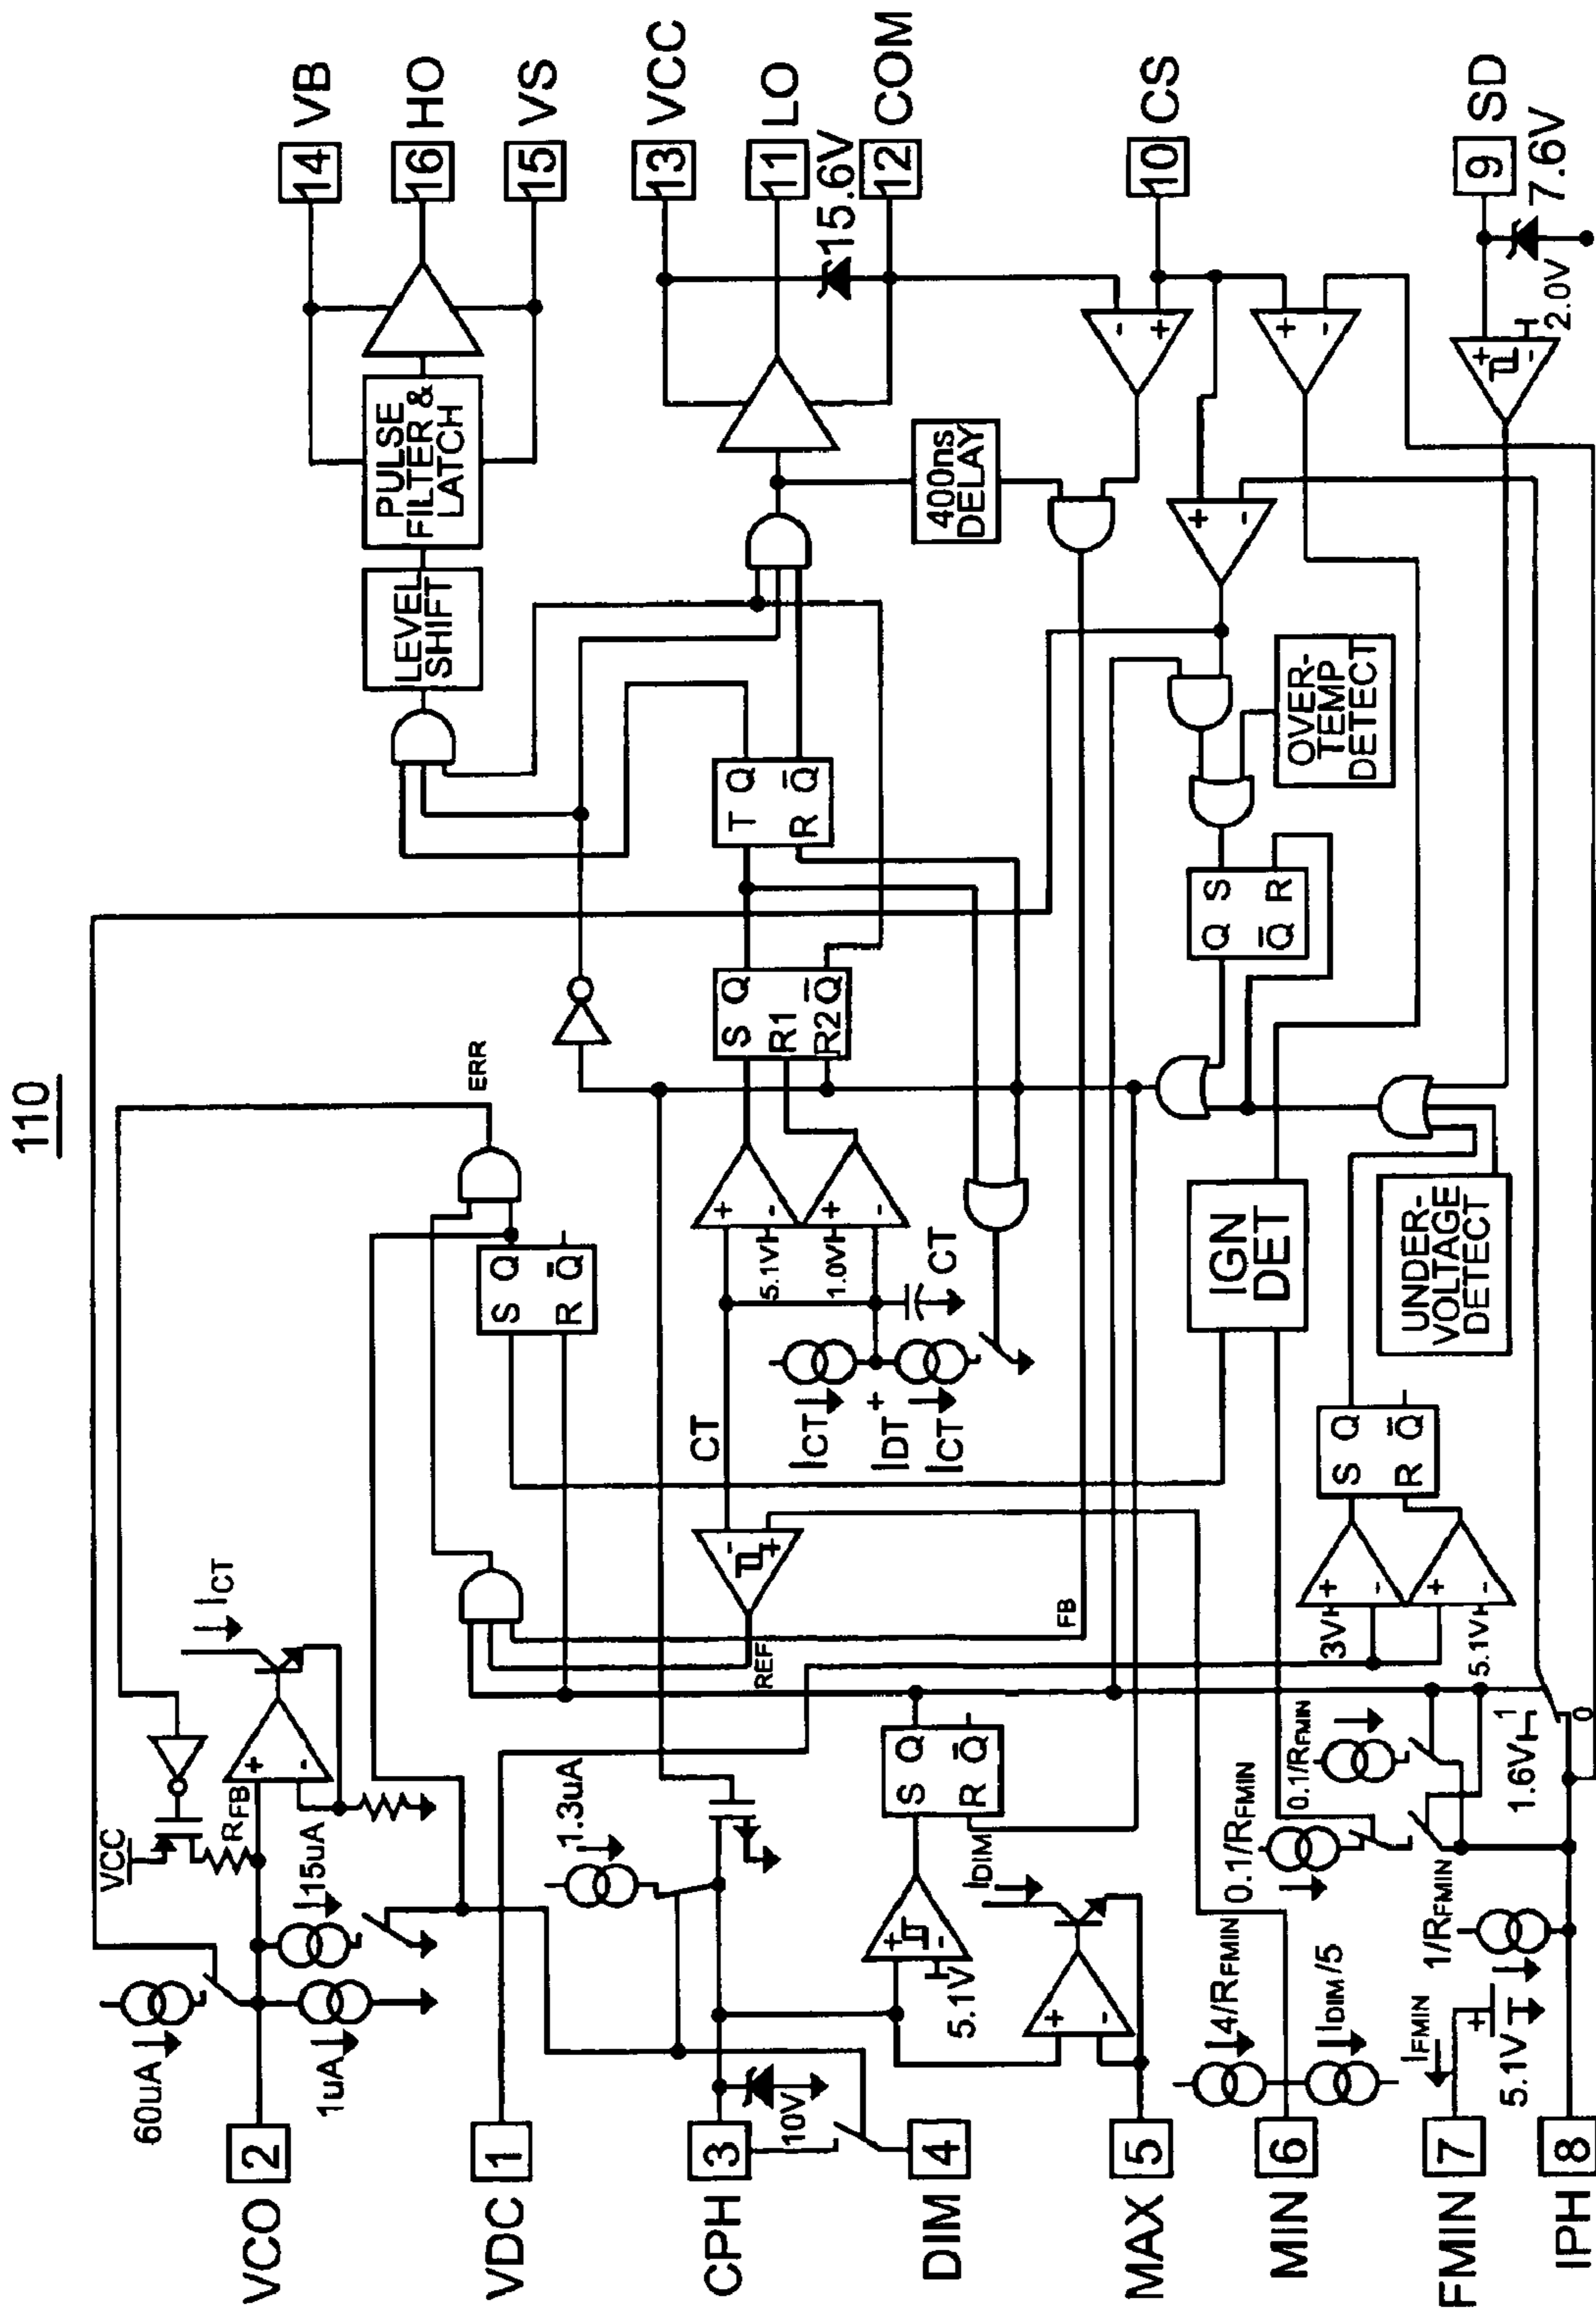 110
14
VB
16
HO
15
VS
13
VCC
11
LO
15.6V
12
COM
10
CS
9
SD
7.6V
2.0V
PULSE
FILTER &
LATCH
LEVEL
SHIFT
400ns
DELAY
OVER-
TEMP
DETECT
T Q
R Q̅
S Q
R1
R2 Q̅
Q S
Q̅ R
ERR
S Q
R Q̅
5.1V
1.0V
CT
CT
ICT
IDT
+
ICT
IGN
DET
UNDER-
VOLTAGE
DETECT
S Q
R Q̅
3V
5.1V
ICT
REF
FB
VCC
RFB
15uA
60uA
1uA
1.3uA
10V
S Q
R Q̅
5.1V
IDIM
0.1/RFMIN
0.1/RFMIN
1.6V
1
0
4/RFMIN
IDIM/5
IFMIN
1/RFMIN
5.1V
2
VCO
1
VDC
3
CPH
4
DIM
5
MAX
6
MIN
7
FMIN
8
IPH